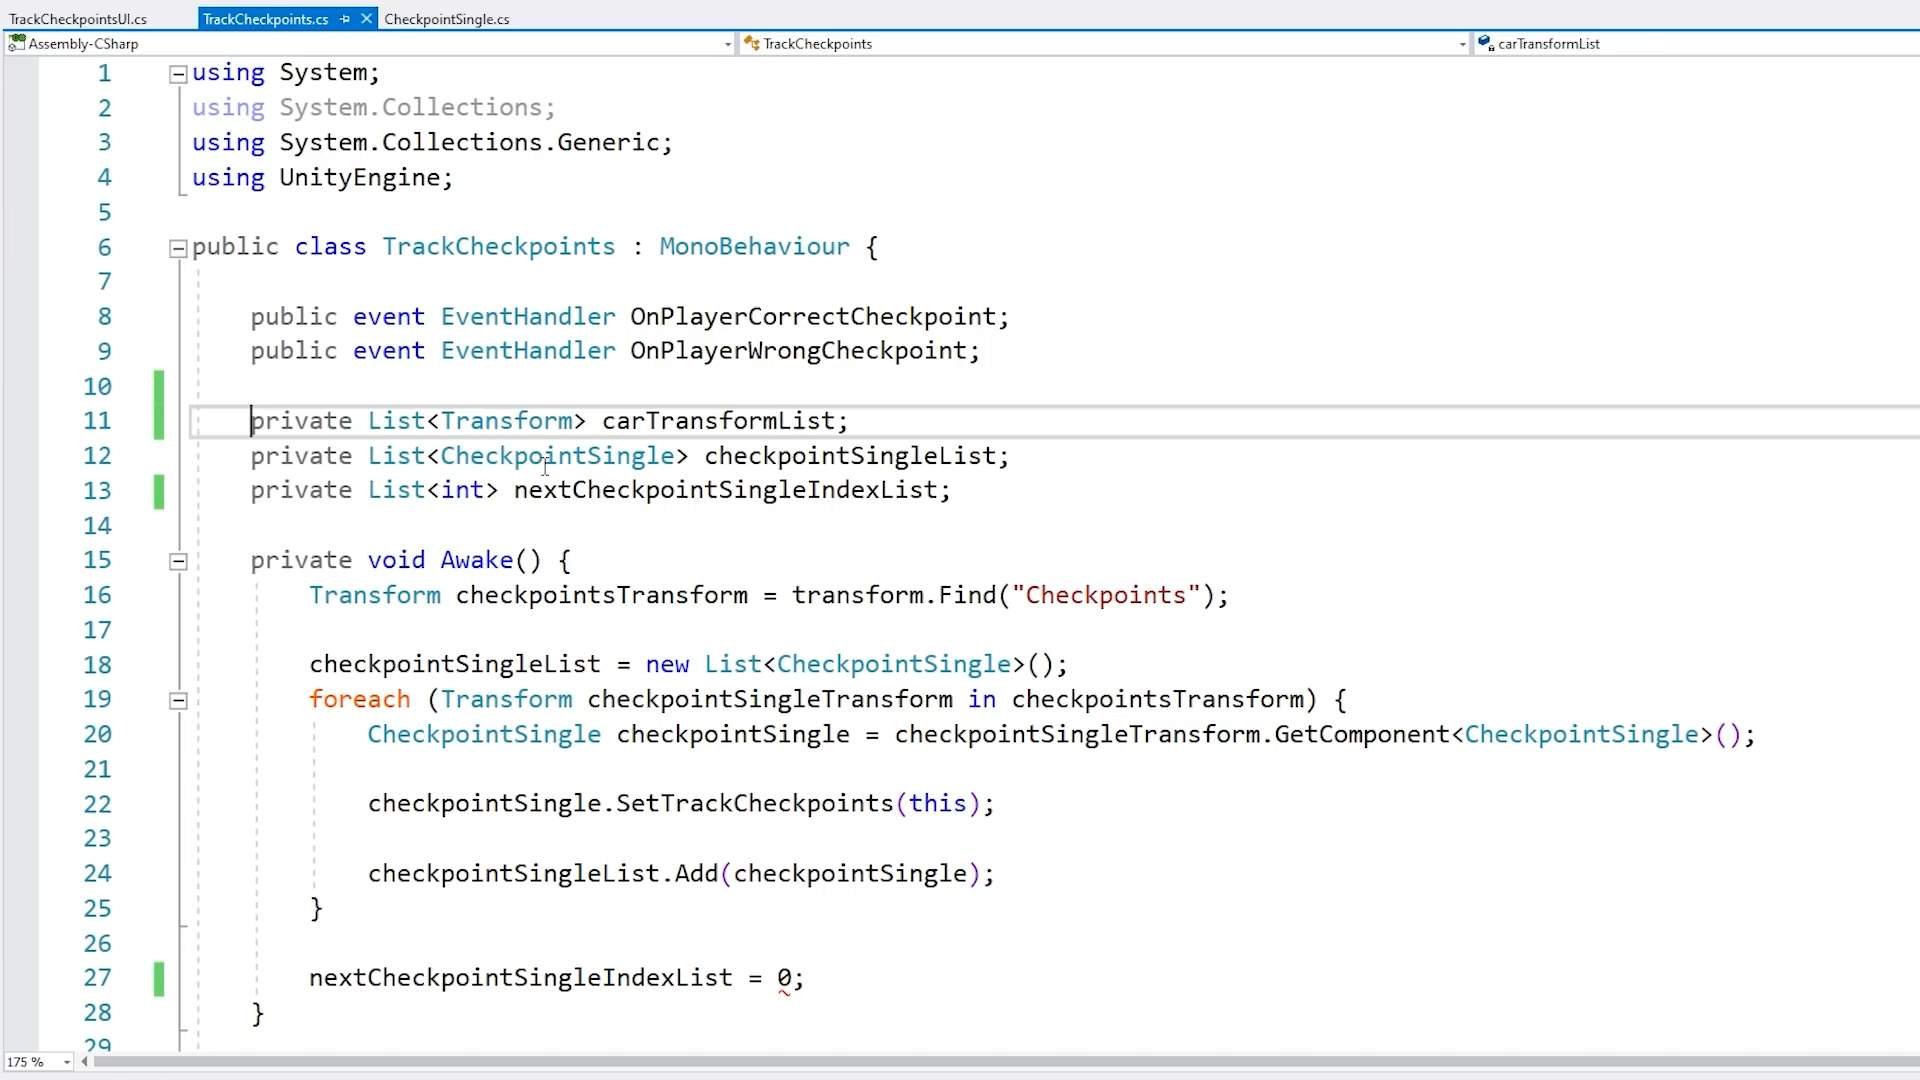 TrackCheckpointsUI.cs TrackCheckpoints.cs CheckpointSingle.cs
Assembly-CSharp TrackCheckpoints carTransformList
1 using System;
2 using System.Collections;
3 using System.Collections.Generic;
4 using UnityEngine;
5
6 public class TrackCheckpoints : MonoBehaviour {
7
8 public event EventHandler OnPlayerCorrectCheckpoint;
9 public event EventHandler OnPlayerWrongCheckpoint;
10
11 private List<Transform> carTransformList;
12 private List<CheckpointSingle> checkpointSingleList;
13 private List<int> nextCheckpointSingleIndexList;
14
15 private void Awake() {
16 Transform checkpointsTransform = transform.Find("Checkpoints");
17
18 checkpointSingleList = new List<CheckpointSingle>();
19 foreach (Transform checkpointSingleTransform in checkpointsTransform) {
20 CheckpointSingle checkpointSingle = checkpointSingleTransform.GetComponent<CheckpointSingle>();
21
22 checkpointSingle.SetTrackCheckpoints(this);
23
24 checkpointSingleList.Add(checkpointSingle);
25 }
26
27 nextCheckpointSingleIndexList = 0;
28 }
29
175 %